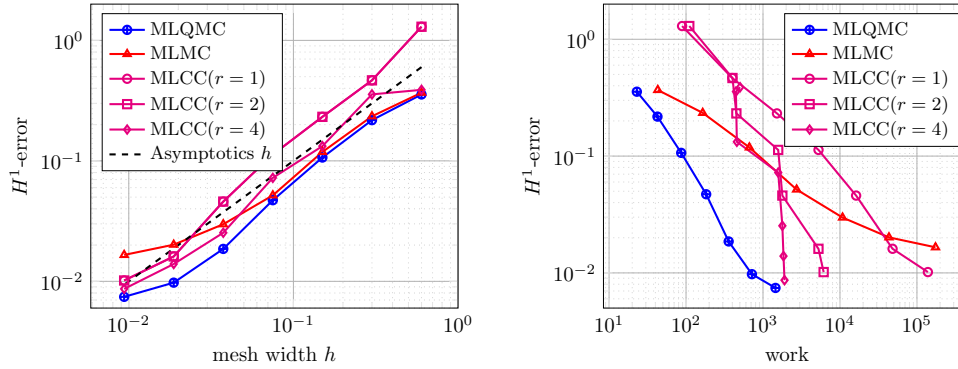 MLQMC
MLMC
MLCC(r = 1)
MLCC(r = 2)
MLCC(r = 4)
Asymptotics h
10^0
10^{-1}
10^{-2}
H^1-error
10^{-2}
10^{-1}
10^0
mesh width h
MLQMC
MLMC
MLCC(r = 1)
MLCC(r = 2)
MLCC(r = 4)
10^0
10^{-1}
10^{-2}
H^1-error
10^1
10^2
10^3
10^4
10^5
work